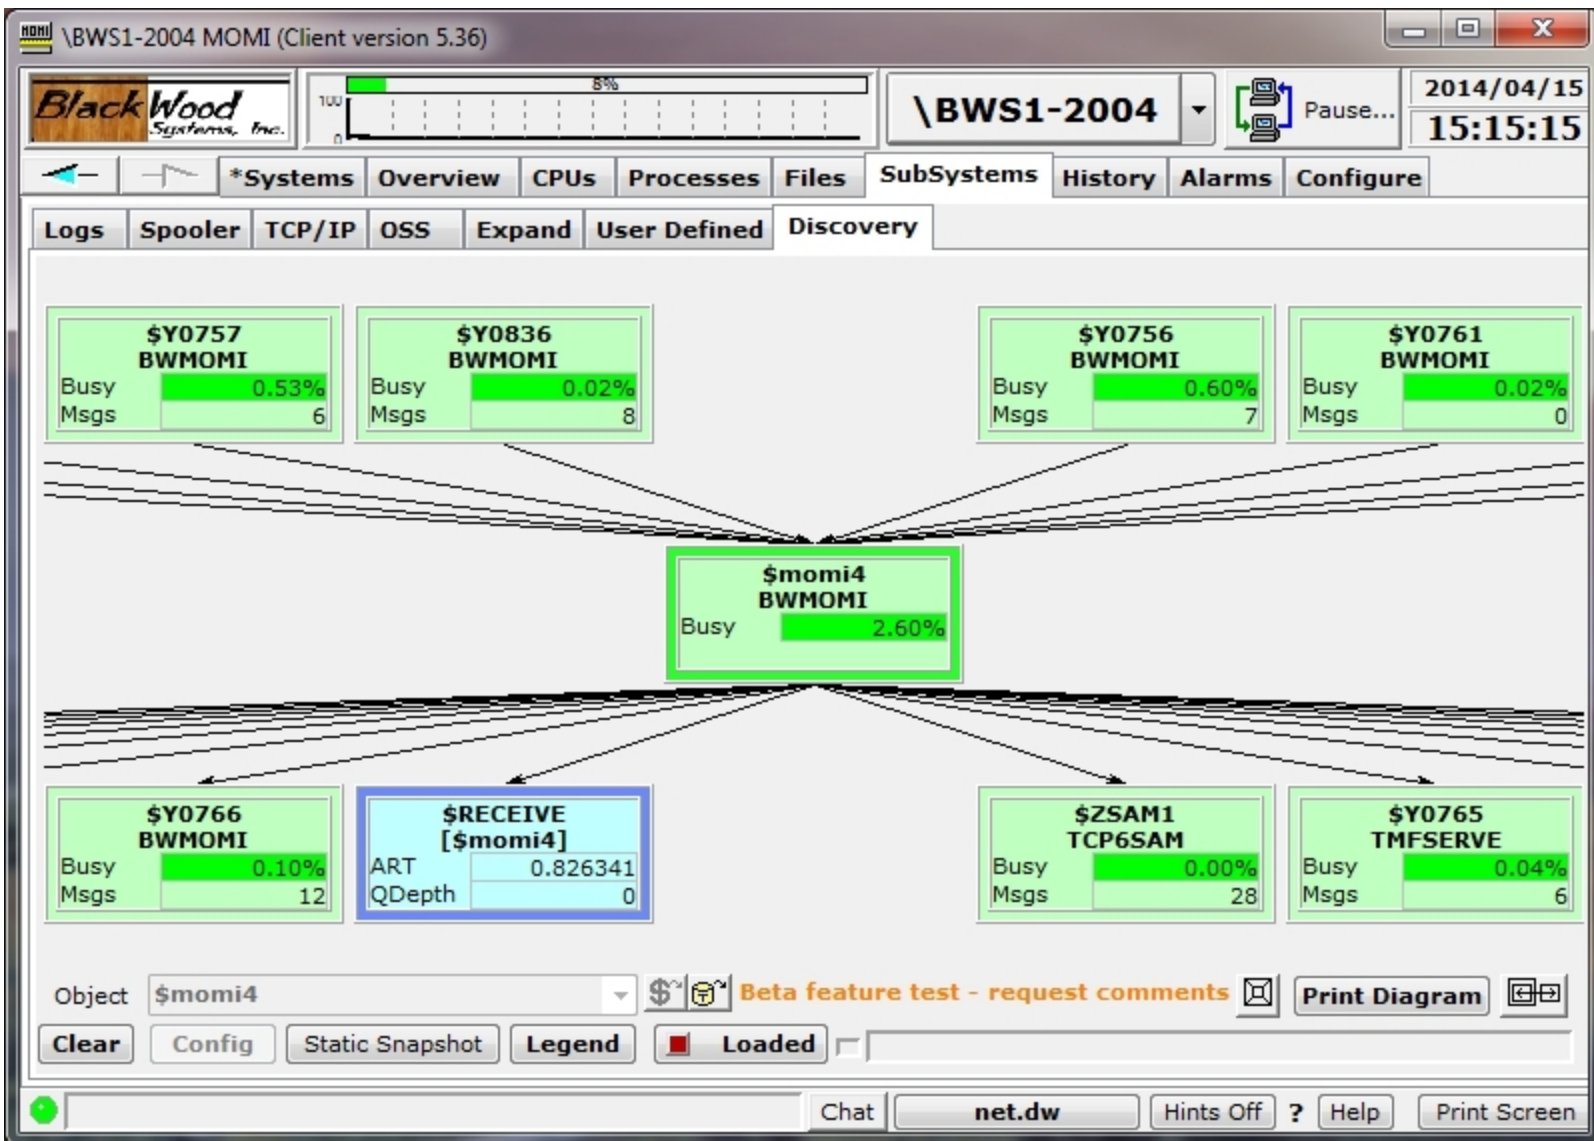 MOMI \BWS1-2004 MOMI (Client version 5.36) X
BlackWood
Systems, Inc.
8%
100
0
\BWS1-2004
Pause...
2014/04/15
15:15:15
*Systems Overview CPUs Processes Files SubSystems History Alarms Configure
Logs Spooler TCP/IP OSS Expand User Defined Discovery
$Y0757 $Y0836 $Y0756 $Y0761
BWMOMI BWMOMI BWMOMI BWMOMI
Busy 0.53% Busy 0.02% Busy 0.60% Busy 0.02%
Msgs 6 Msgs 8 Msgs 7 Msgs 0
$momi4
BWMOMI
Busy 2.60%
$Y0766 $RECEIVE $ZSAM1 $Y0765
BWMOMI [$momi4] TCP6SAM TMFSERVE
Busy 0.10% ART 0.826341 Busy 0.00% Busy 0.04%
Msgs 12 QDepth 0 Msgs 28 Msgs 6
Object $momi4 $ Beta feature test - request comments Print Diagram
Clear Config Static Snapshot Legend Loaded
Chat net.dw Hints Off ? Help Print Screen